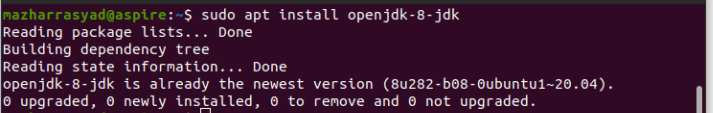 mazharrasyad@aspire:~$ sudo apt install openjdk-8-jdk
Reading package lists... Done
Building dependency tree
Reading state information... Done
openjdk-8-jdk is already the newest version (8u282-b08-0ubuntu1~20.04).
0 upgraded, 0 newly installed, 0 to remove and 0 not upgraded.